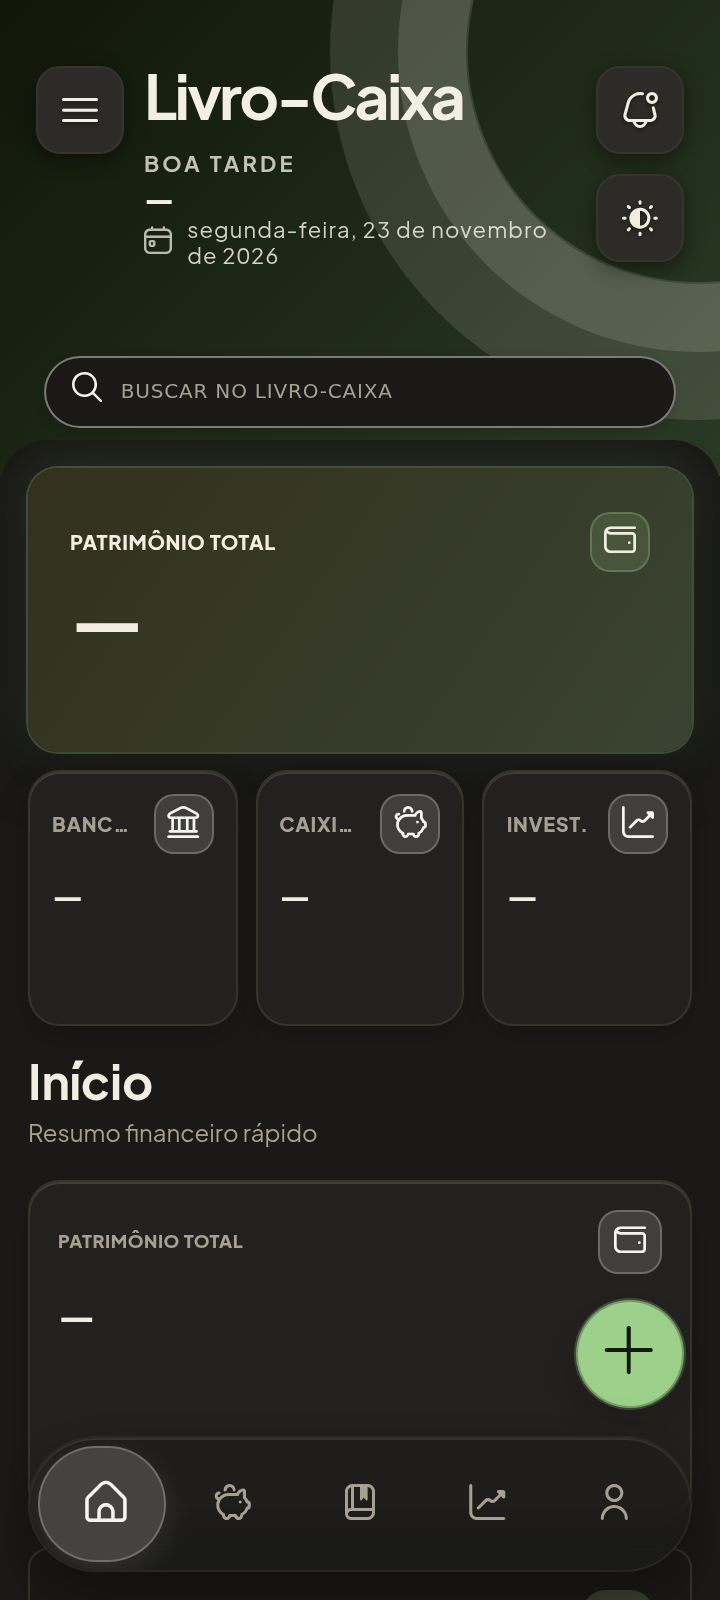 Livro-Caixa
BOA TARDE
—
segunda-feira, 23 de novembro
de 2026
BUSCAR NO LIVRO-CAIXA
PATRIMÔNIO TOTAL
—
BANC…
CAIXI…
INVEST.
—
—
—
Início
Resumo financeiro rápido
PATRIMÔNIO TOTAL
—